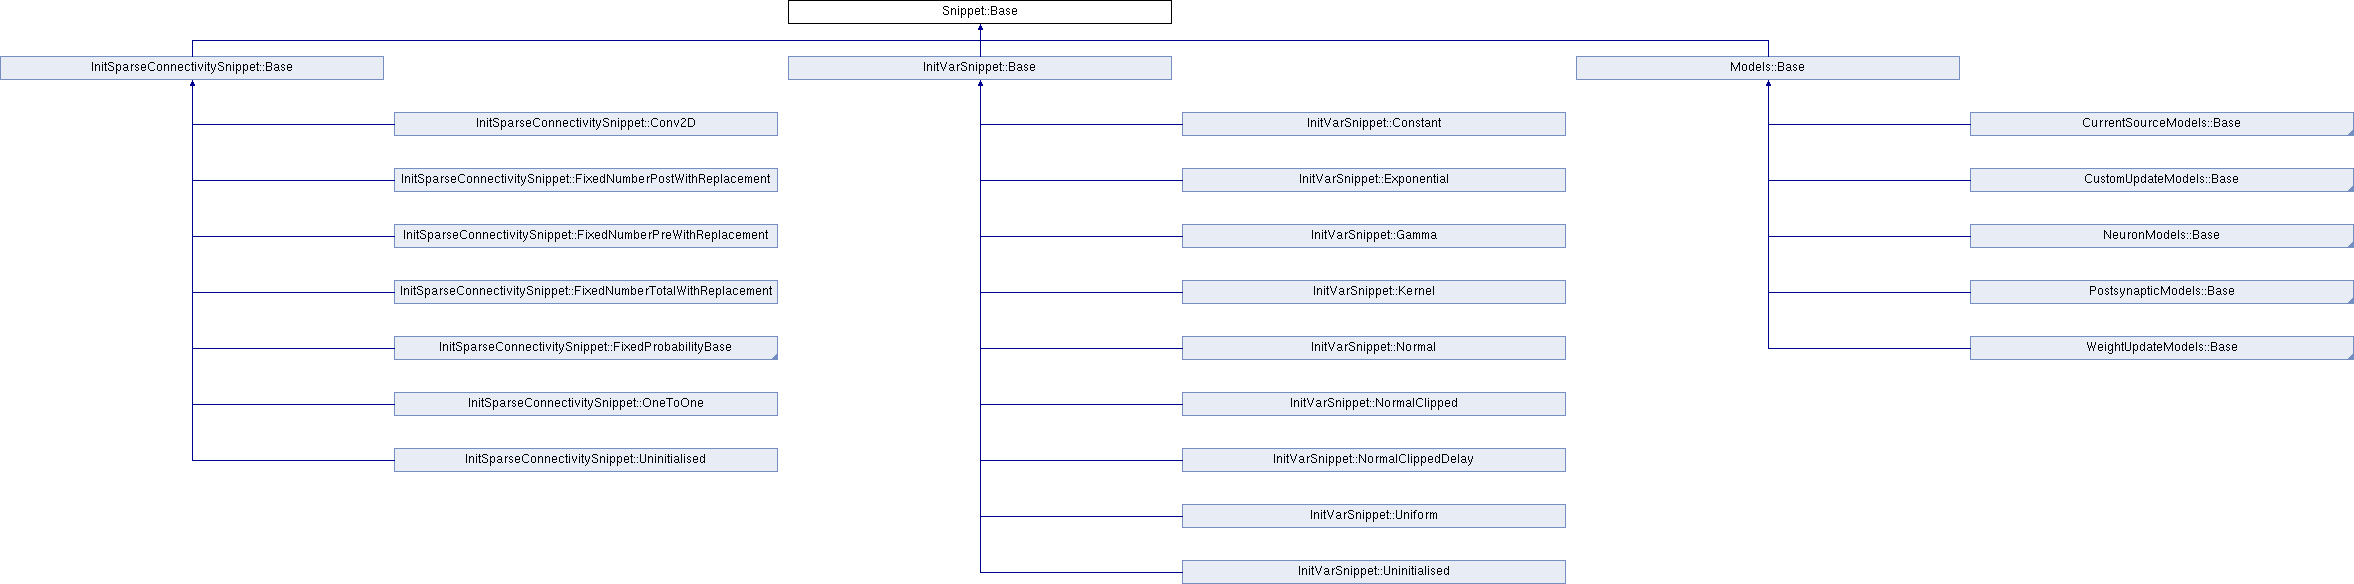 Snippet::Base
InitSparseConnectivitySnippet::Base
InitVarSnippet::Base
Models::Base
InitSparseConnectivitySnippet::Conv2D
InitVarSnippet::Constant
CurrentSourceModels::Base
InitSparseConnectivitySnippet::FixedNumberPostWithReplacement
InitVarSnippet::Exponential
CustomUpdateModels::Base
InitSparseConnectivitySnippet::FixedNumberPreWithReplacement
InitVarSnippet::Gamma
NeuronModels::Base
InitSparseConnectivitySnippet::FixedNumberTotalWithReplacement
InitVarSnippet::Kernel
PostsynapticModels::Base
InitSparseConnectivitySnippet::FixedProbabilityBase
InitVarSnippet::Normal
WeightUpdateModels::Base
InitSparseConnectivitySnippet::OneToOne
InitVarSnippet::NormalClipped
InitSparseConnectivitySnippet::Uninitialised
InitVarSnippet::NormalClippedDelay
InitVarSnippet::Uniform
InitVarSnippet::Uninitialised